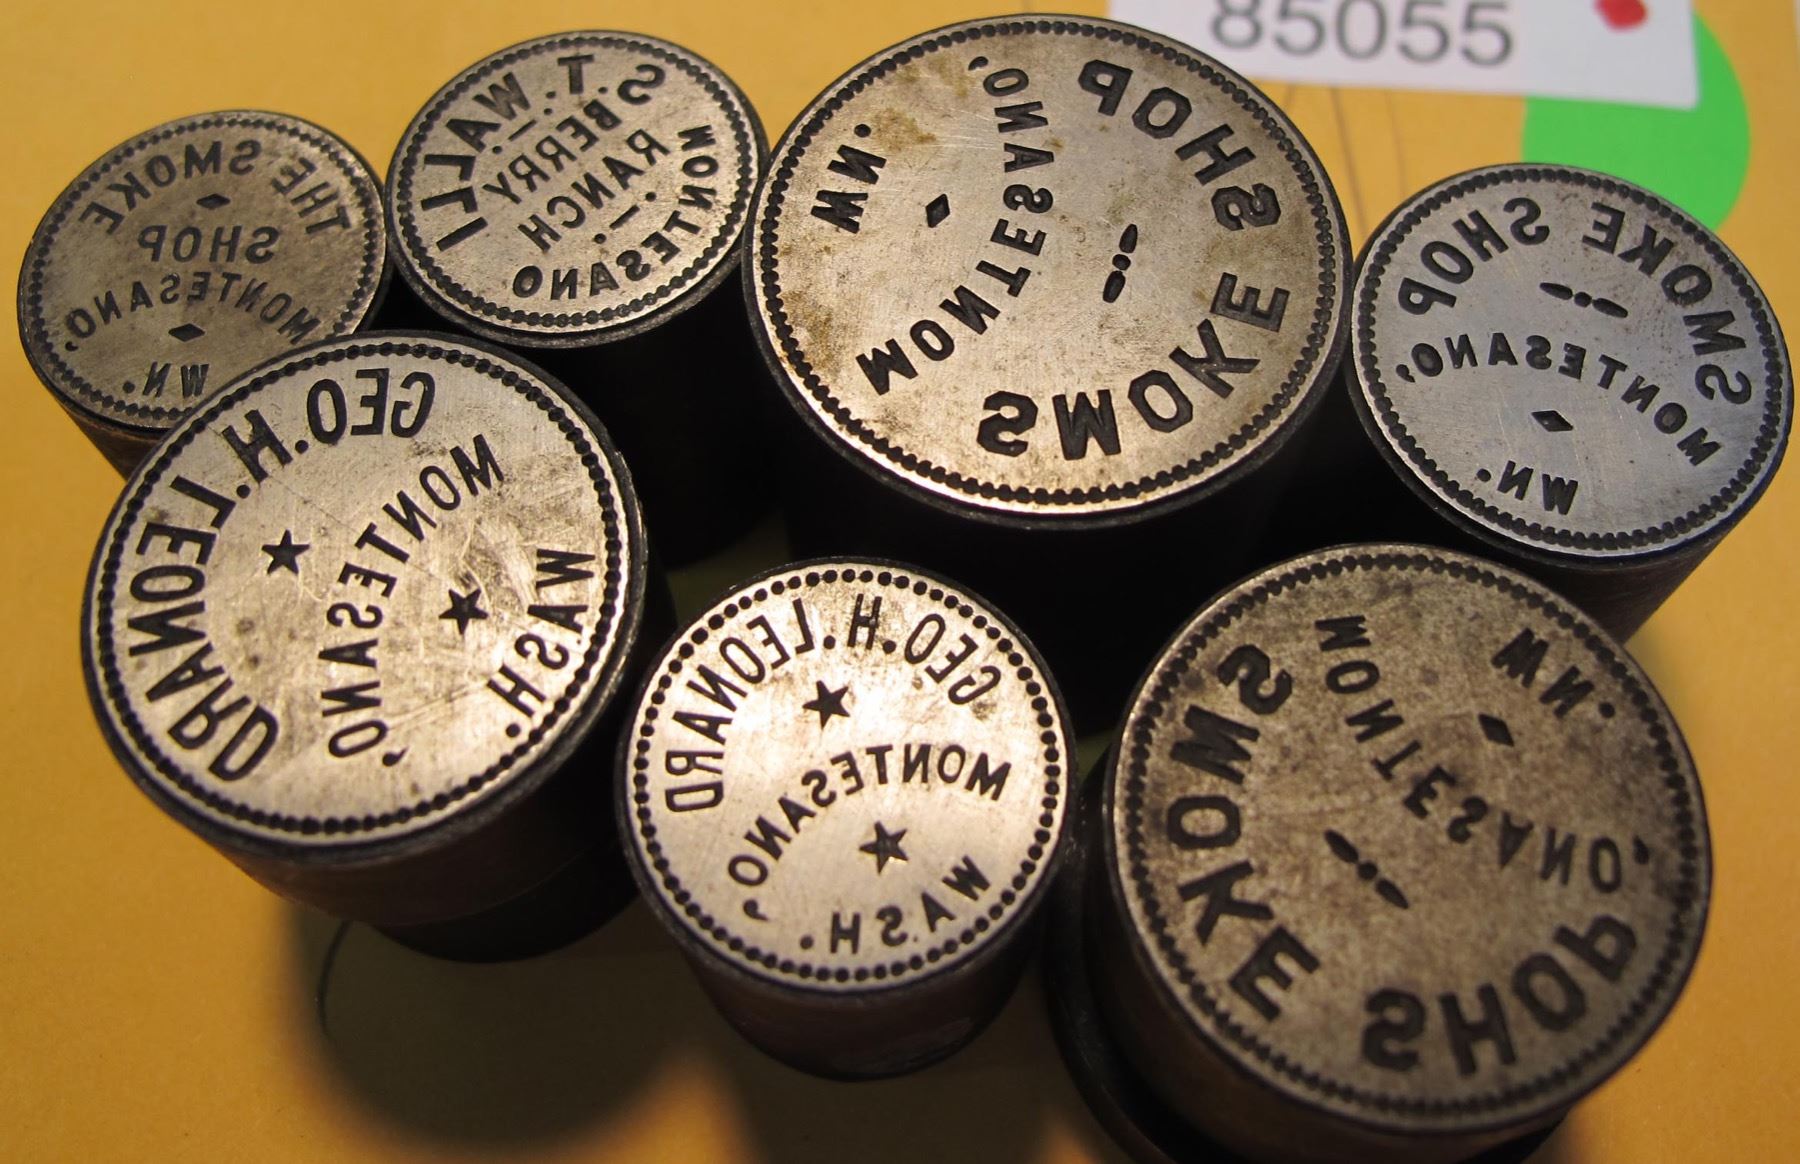 85055
THE SMOKE
SHOP
MONTESANO,
WN.
S.T. WALLI
BERRY
RANCH
MONTESANO
SMOKE SHOP
MONTESANO,
WN.
SMOKE SHOP
MONTESANO,
WN.
GEO. H. LEONARD
MONTESANO,
WASH.
GEO. H. LEONARD
MONTESANO,
WASH.
SMOKE SHOP
MONTESANO,
WN.